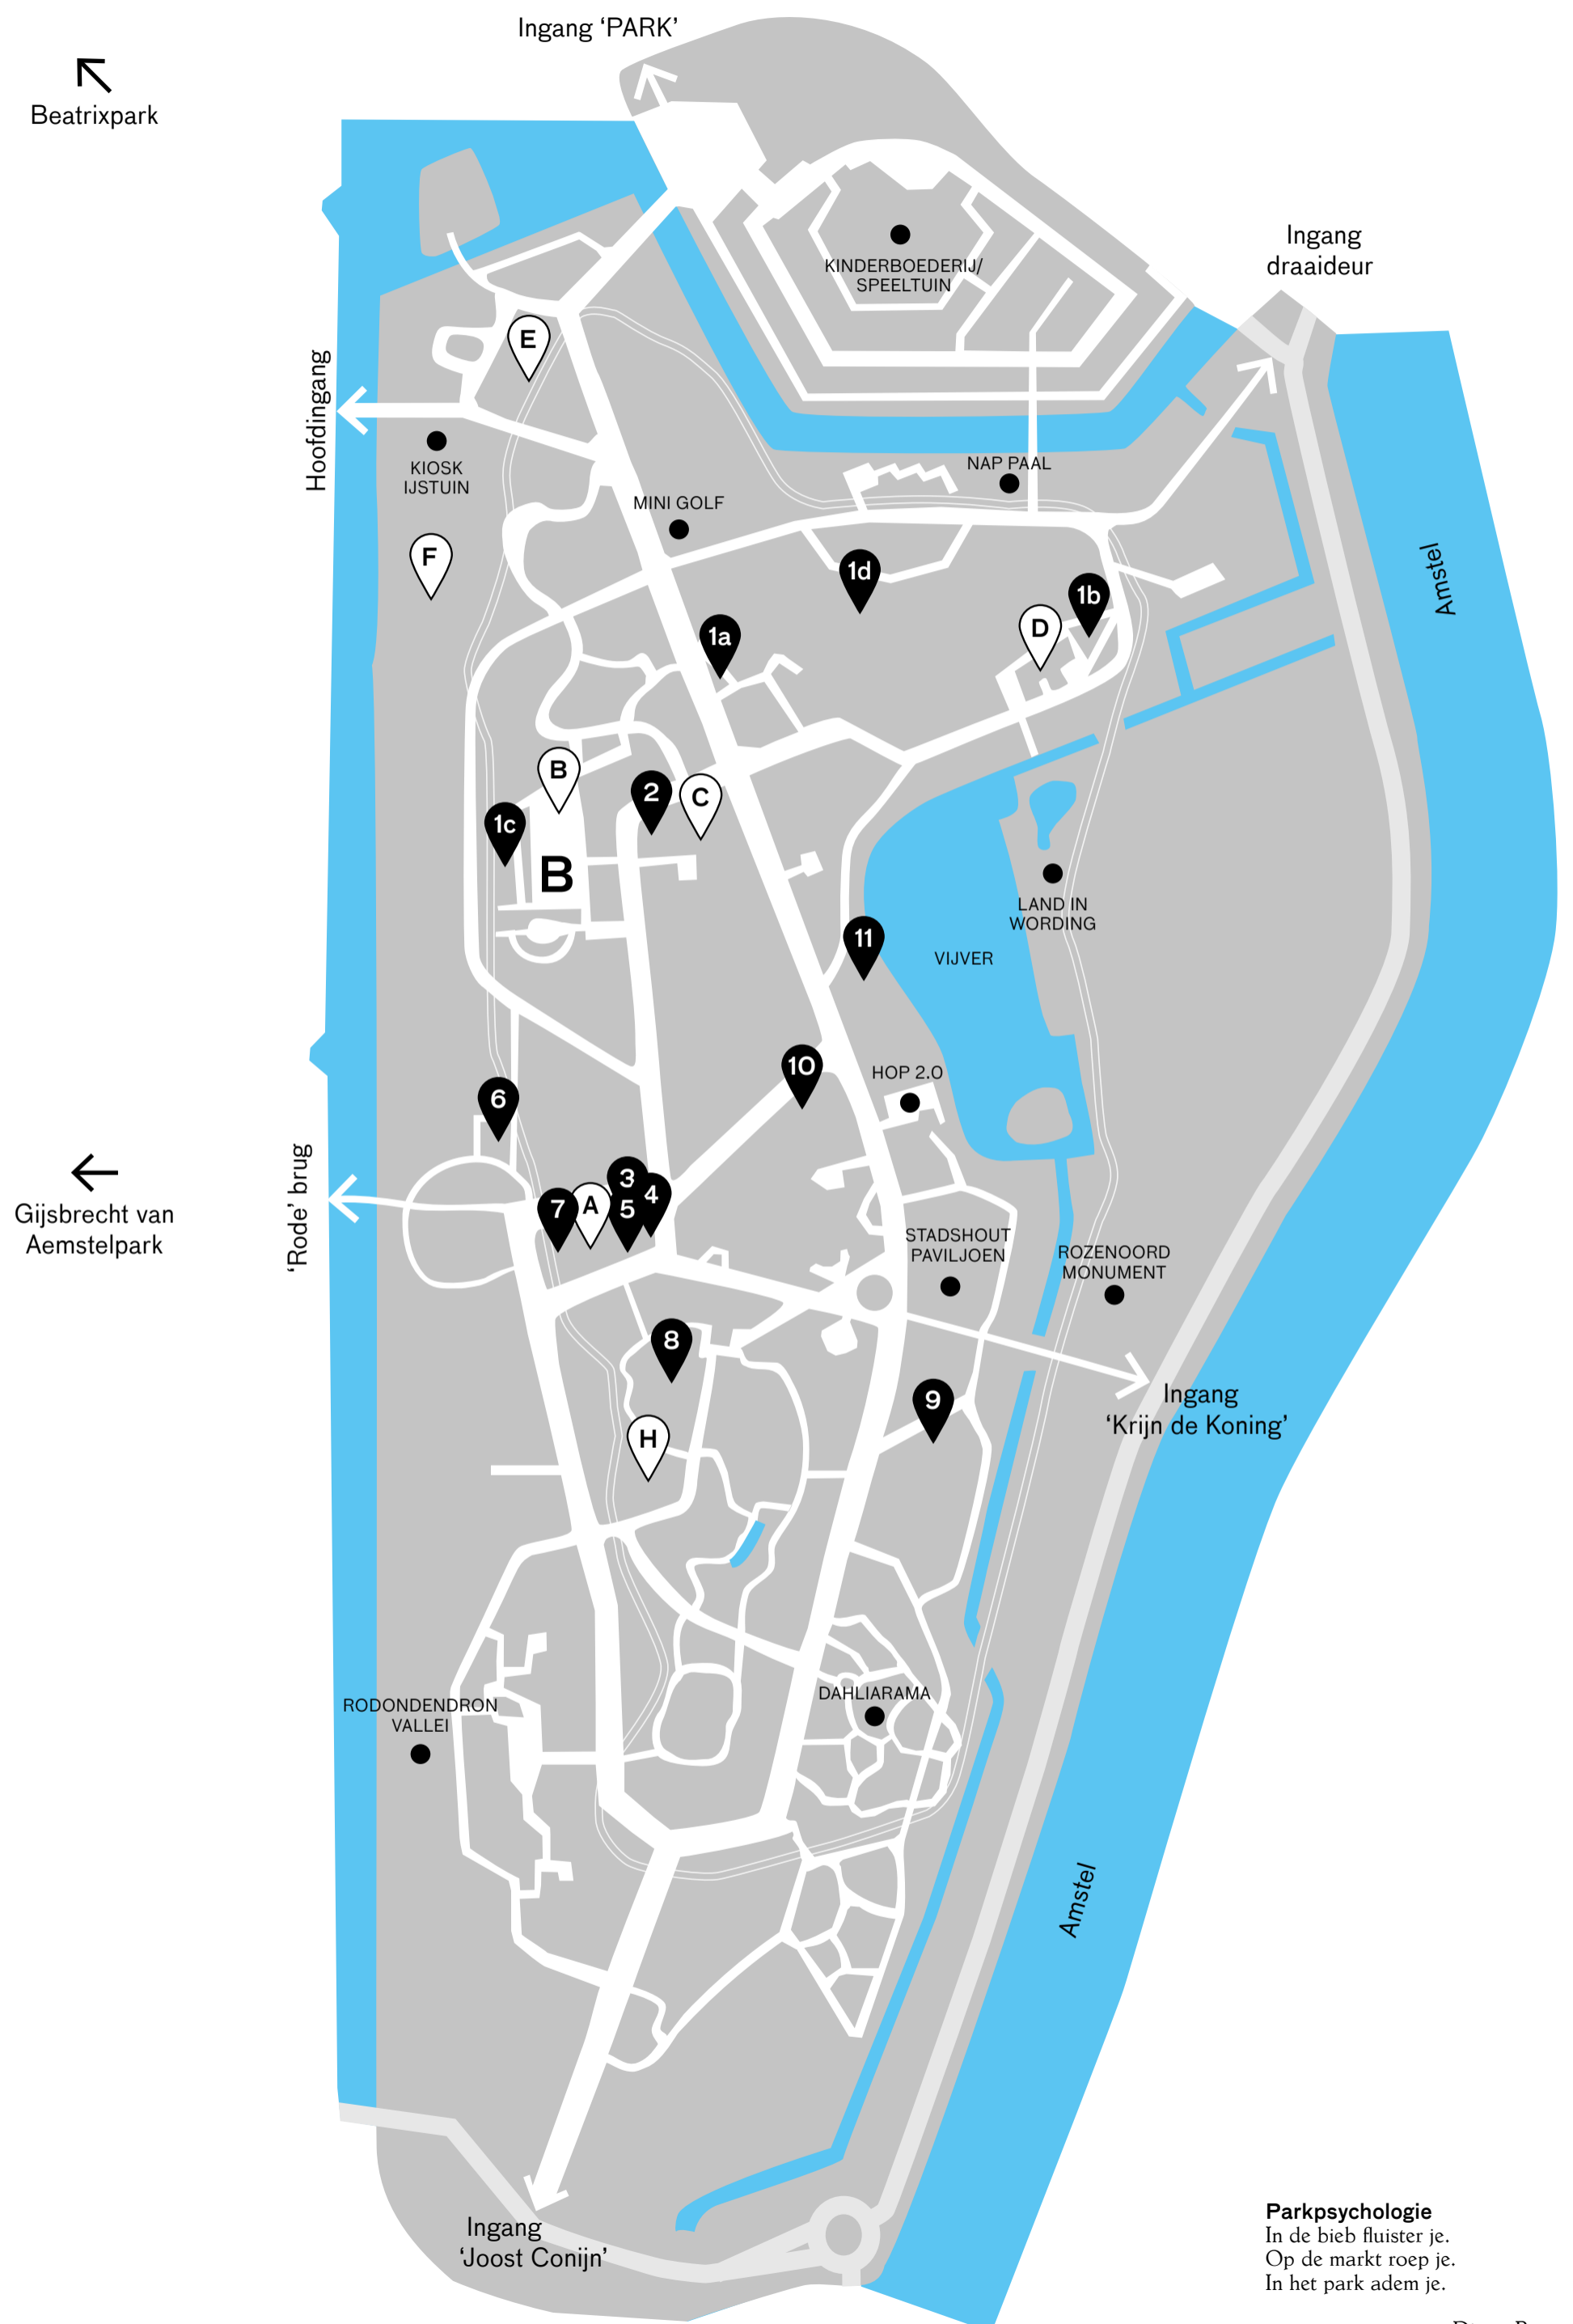 Ingang ‘PARK’
Beatrixpark
Ingang
draaideur
KINDERBOEDERIJ/
SPEELTUIN
E
Hoofdingang
KIOSK
IJSTUIN
NAP PAAL
MINI GOLF
F
1d
Amstel
1b
D
1a
B
2
C
1c
B
LAND IN
WORDING
11
VIJVER
10
HOP 2.0
6
‘Rode’ brug
3
4
7
A
5
Gijsbrecht van
Aemstelpark
STADSHOUT
PAVILJOEN
ROZENOORD
MONUMENT
8
9
Ingang
‘Krijn de Koning’
H
DAHLIARAMA
RODONDENDRON
VALLEI
Amstel
Ingang
‘Joost Conijn’
Parkpsychologie
In de bieb fluister je.
Op de markt roep je.
In het park adem je.